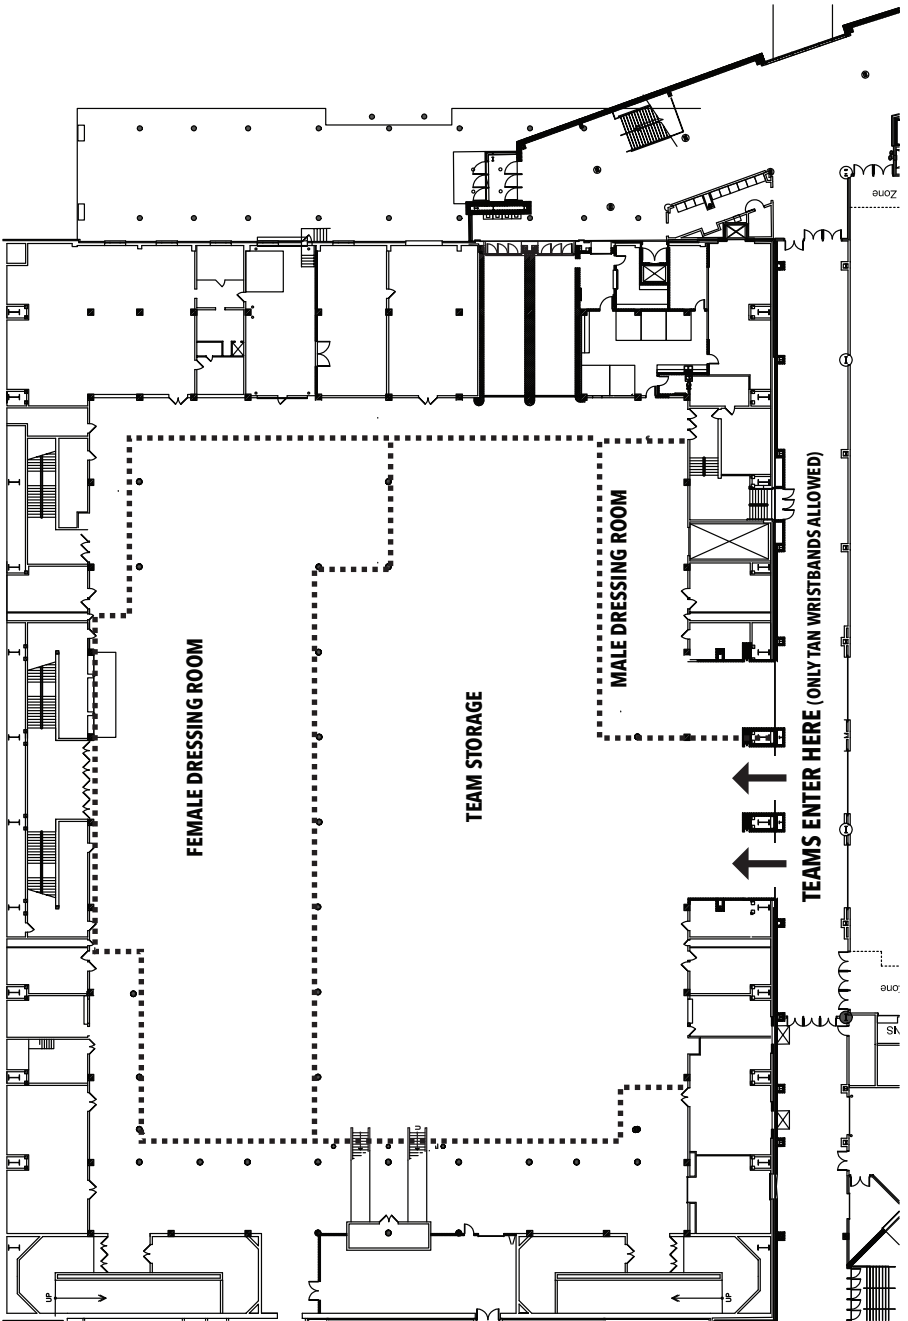 Zone
MALE DRESSING ROOM
FEMALE DRESSING ROOM
TEAM STORAGE
TEAMS ENTER HERE (ONLY TAN WRISTBANDS ALLOWED)
UP
UP